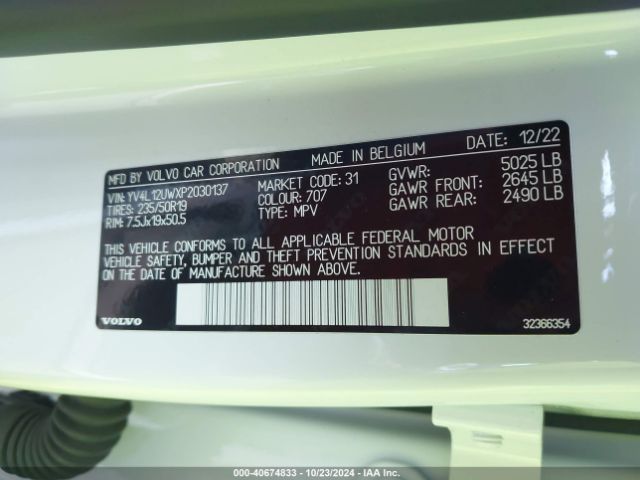 MFD BY VOLVO CAR CORPORATION MADE IN BELGIUM DATE: 12/22
VIN: YV4L12UWXP2030137 MARKET CODE: 31 GVWR: 5025 LB
TIRES: 235/50R19 COLOUR: 707 GAWR FRONT: 2645 LB
RIM: 7.5Jx19x50.5 TYPE: MPV GAWR REAR: 2490 LB
THIS VEHICLE CONFORMS TO ALL APPLICABLE FEDERAL MOTOR
VEHICLE SAFETY, BUMPER AND THEFT PREVENTION STANDARDS IN EFFECT
ON THE DATE OF MANUFACTURE SHOWN ABOVE.
VOLVO 32366354
000-40674833 - 10/23/2024 - IAA Inc.